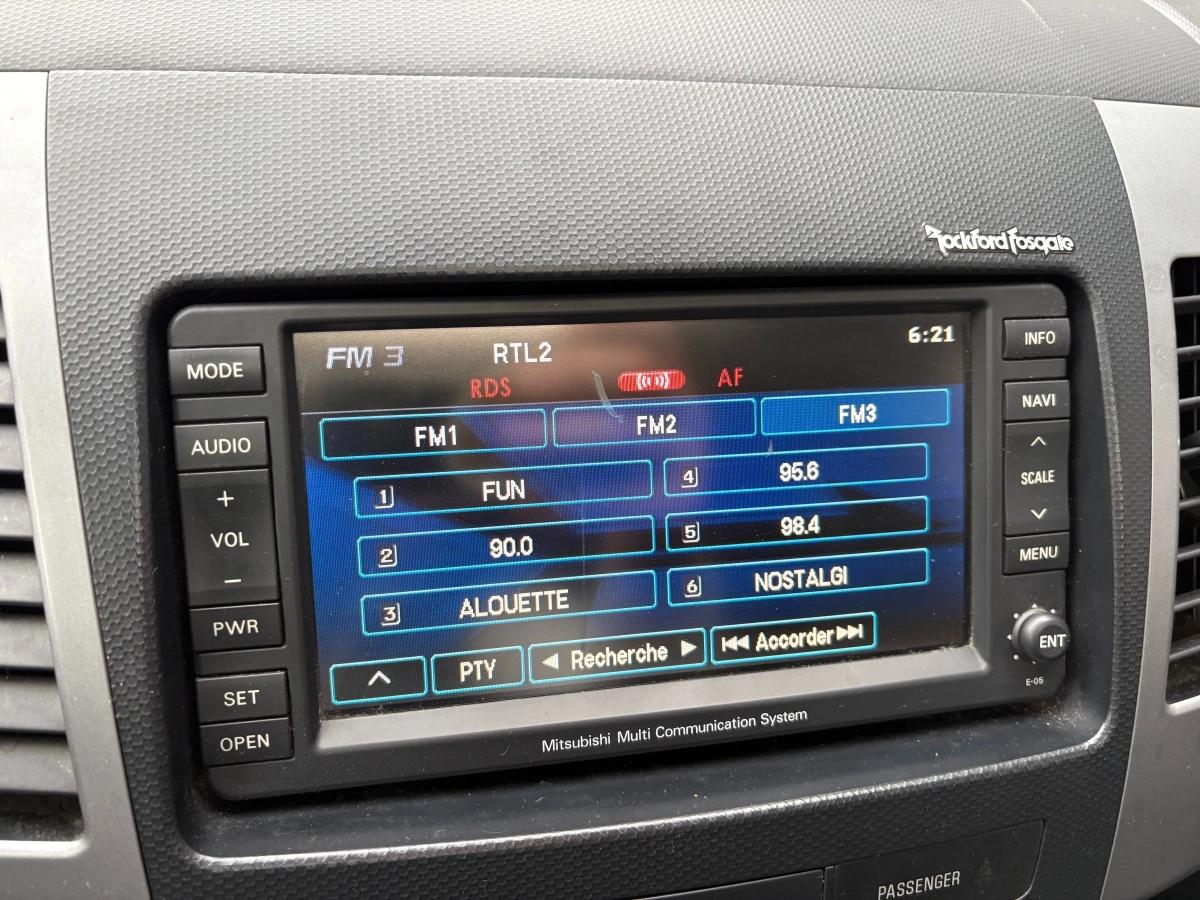 Rockford Fosgate
MODE
AUDIO
+
VOL
−
PWR
SET
OPEN
FM 3 RTL2 6:21
RDS ((•)) AF
FM1 FM2 FM3
1 FUN 4 95.6
2 90.0 5 98.4
3 ALOUETTE 6 NOSTALGI
PTY ◀ Recherche ▶ |◀◀ Accorder ▶▶|
INFO
NAVI
SCALE
MENU
ENT
E-05
Mitsubishi Multi Communication System
PASSENGER